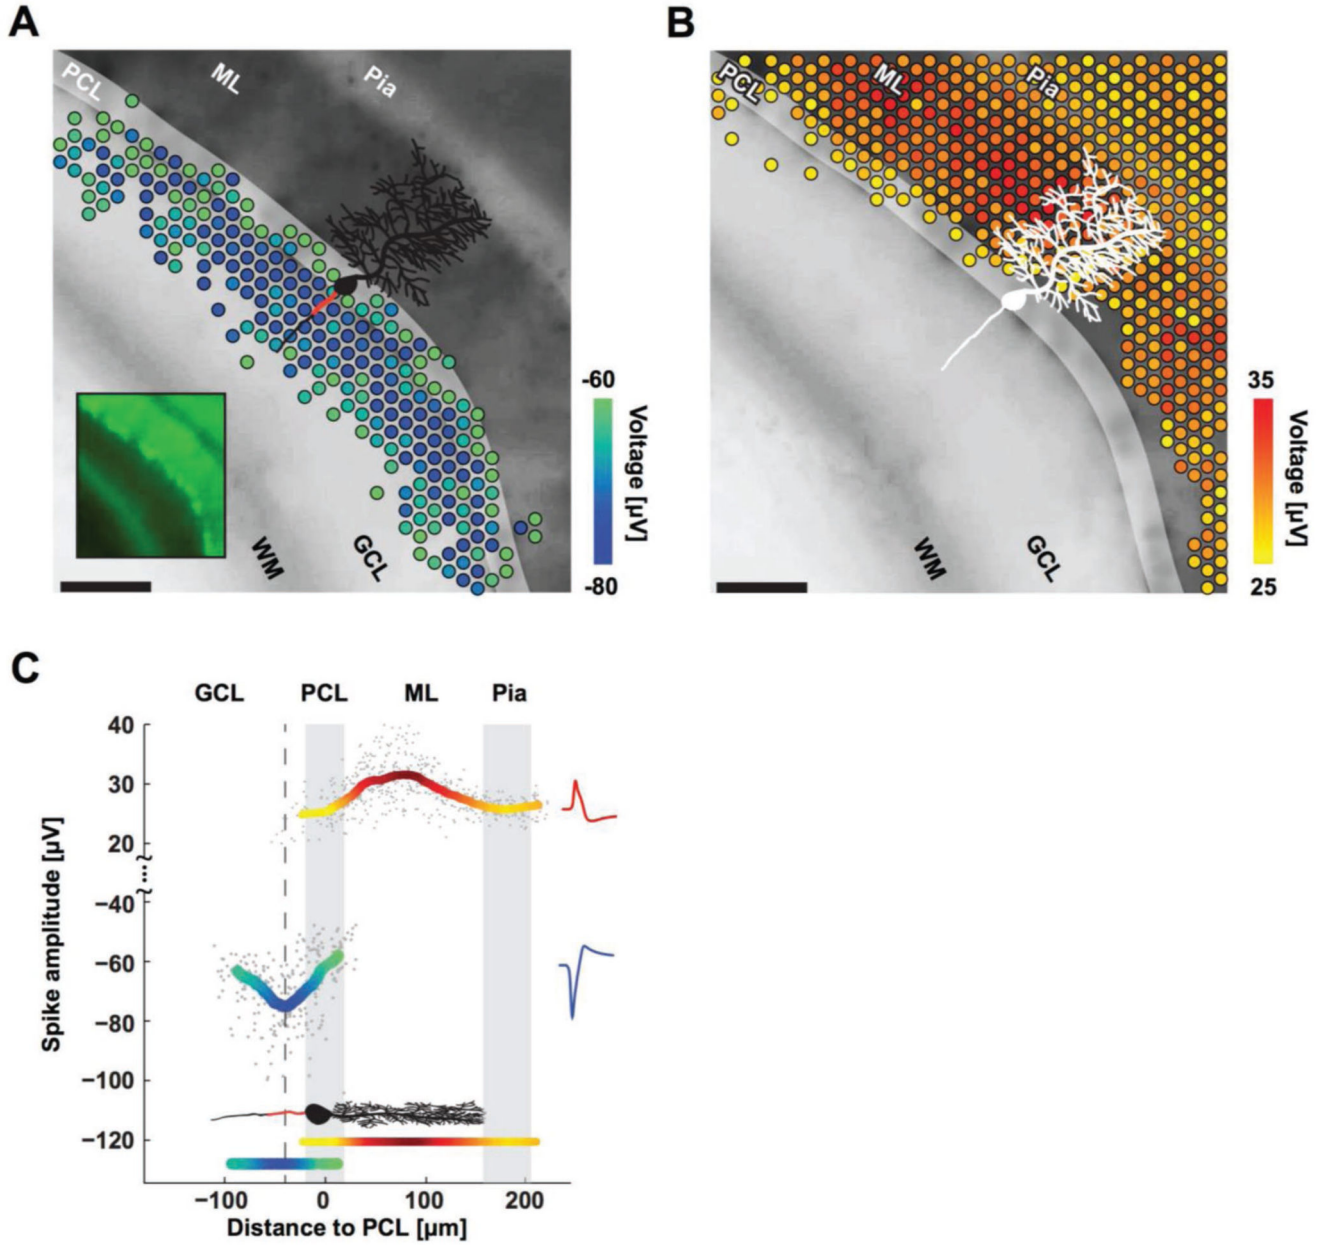 A
PCL
ML
Pia
WM
GCL
-60
Voltage [µV]
-80
B
PCL
ML
Pia
WM
GCL
35
Voltage [µV]
25
C
GCL PCL ML Pia
40
30
20
−40
−60
−80
−100
−120
Spike amplitude [µV]
−100 0 100 200
Distance to PCL [µm]